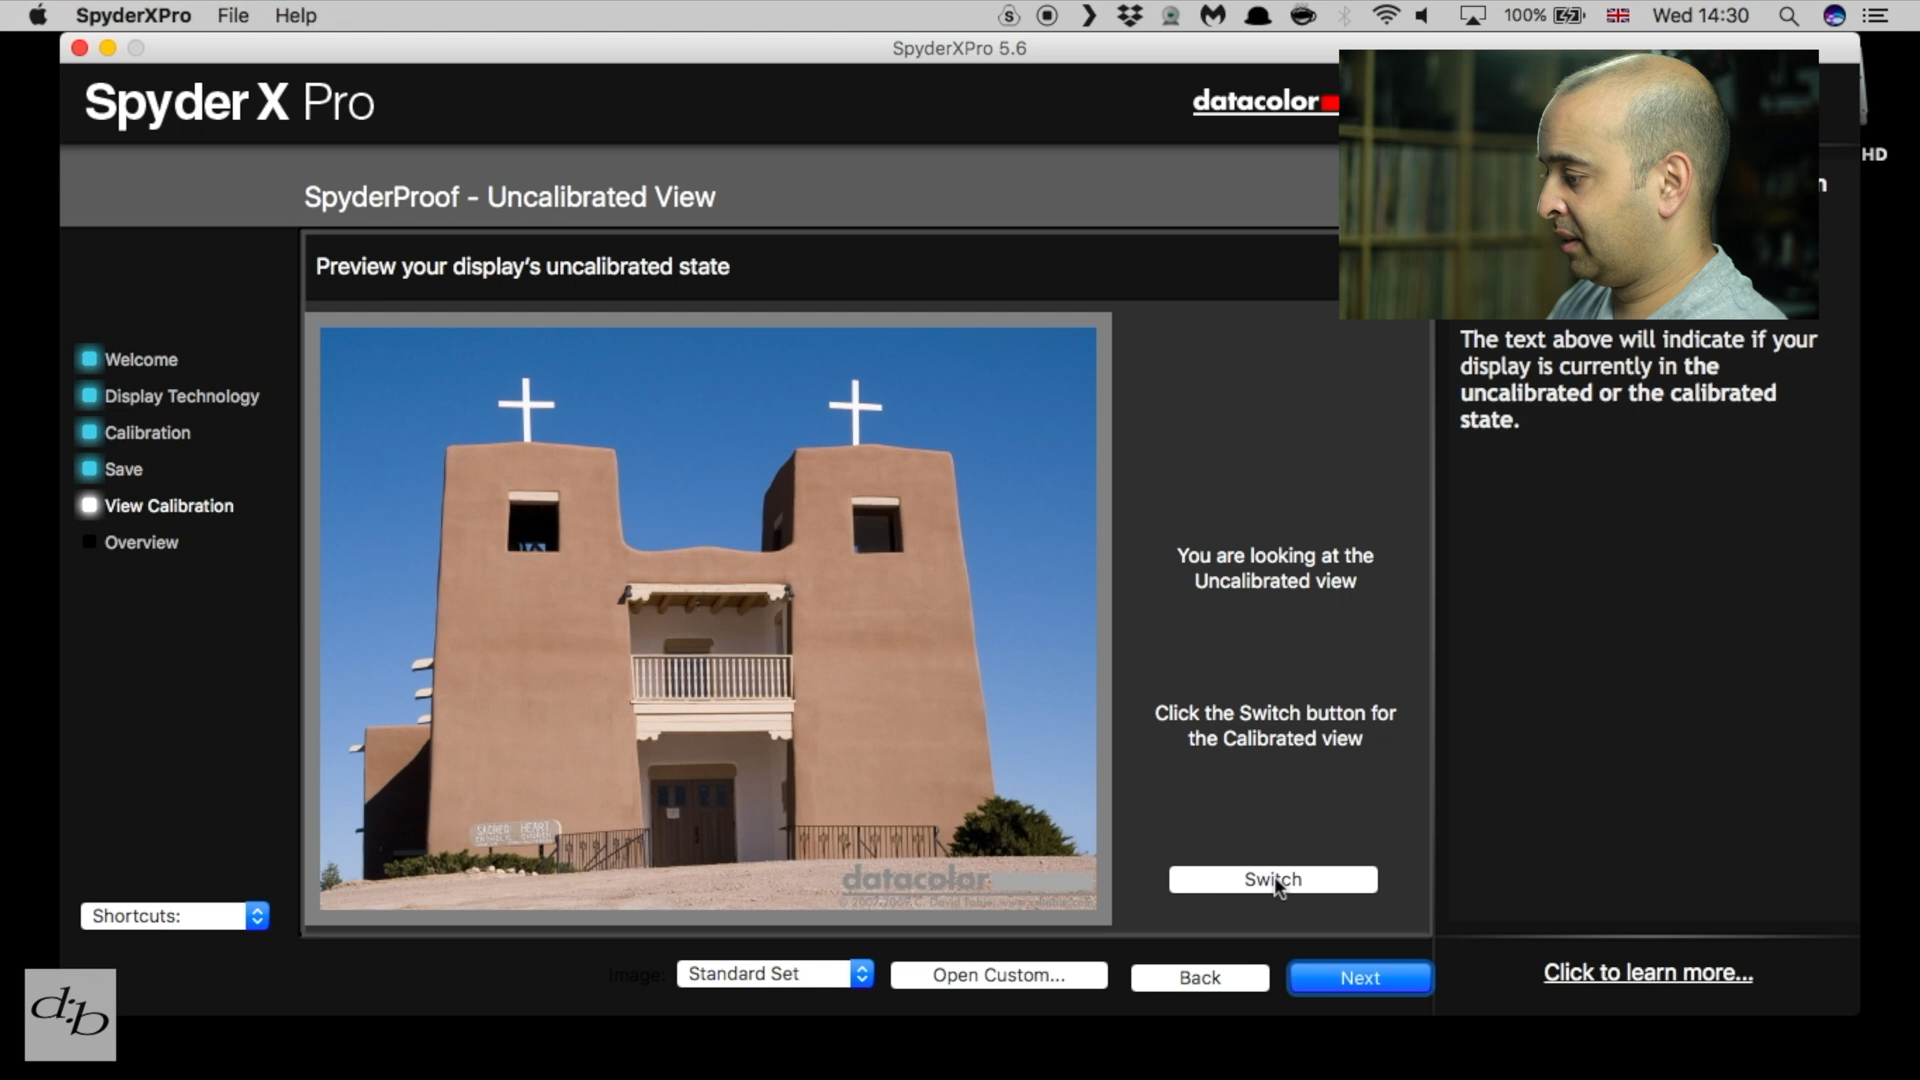 SpyderXPro File Help
100% Wed 14:30
SpyderXPro 5.6
Spyder X Pro
datacolor
HD
SpyderProof - Uncalibrated View
n
Preview your display's uncalibrated state
The text above will indicate if your
display is currently in the
uncalibrated or the calibrated
state.
Welcome
Display Technology
Calibration
Save
View Calibration
Overview
You are looking at the
Uncalibrated view
Click the Switch button for
the Calibrated view
SACRED HEART
datacolor
Switch
Shortcuts:
Image: Standard Set Open Custom... Back Next
Click to learn more...
d:b